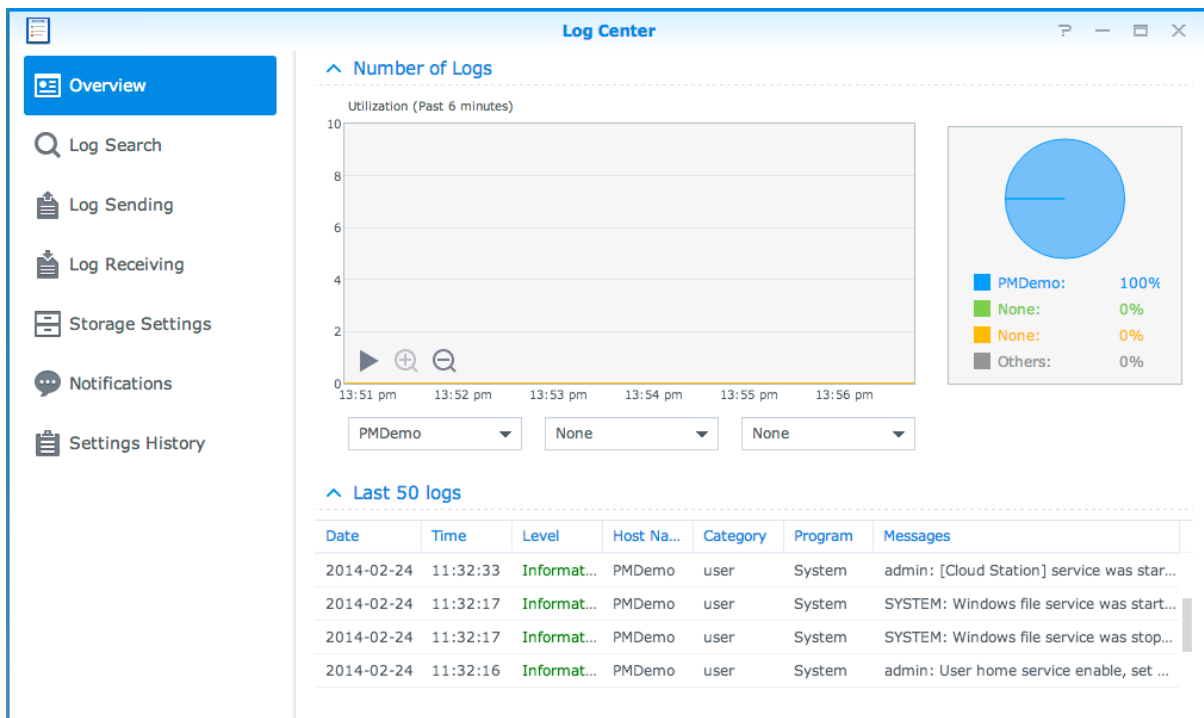 Log Center
Overview
Log Search
Log Sending
Log Receiving
Storage Settings
Notifications
Settings History
Number of Logs
Utilization (Past 6 minutes)
10
8
6
4
2
0
13:51 pm 13:52 pm 13:53 pm 13:54 pm 13:55 pm 13:56 pm
PMDemo None None
PMDemo: 100%
None: 0%
None: 0%
Others: 0%
Last 50 logs
Date Time Level Host Na... Category Program Messages
2014-02-24 11:32:33 Informat... PMDemo user System admin: [Cloud Station] service was star...
2014-02-24 11:32:17 Informat... PMDemo user System SYSTEM: Windows file service was start...
2014-02-24 11:32:17 Informat... PMDemo user System SYSTEM: Windows file service was stop...
2014-02-24 11:32:16 Informat... PMDemo user System admin: User home service enable, set ...